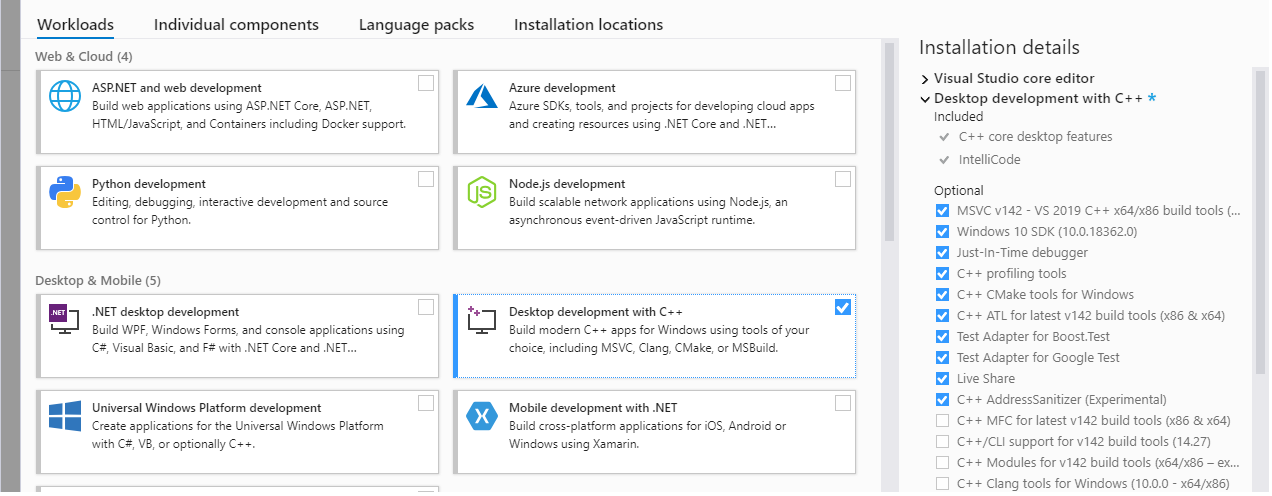 Workloads
Individual components
Language packs
Installation locations
Web & Cloud (4)
ASP.NET and web development
Build web applications using ASP.NET Core, ASP.NET,
HTML/JavaScript, and Containers including Docker support.
Azure development
Azure SDKs, tools, and projects for developing cloud apps
and creating resources using .NET Core and .NET...
Python development
Editing, debugging, interactive development and source
control for Python.
Node.js development
Build scalable network applications using Node.js, an
asynchronous event-driven JavaScript runtime.
Desktop & Mobile (5)
.NET
.NET desktop development
Build WPF, Windows Forms, and console applications using
C#, Visual Basic, and F# with .NET Core and .NET...
Desktop development with C++
Build modern C++ apps for Windows using tools of your
choice, including MSVC, Clang, CMake, or MSBuild.
Universal Windows Platform development
Create applications for the Universal Windows Platform
with C#, VB, or optionally C++.
Mobile development with .NET
Build cross-platform applications for iOS, Android or
Windows using Xamarin.
Installation details
Visual Studio core editor
Desktop development with C++ *
Included
C++ core desktop features
IntelliCode
Optional
MSVC v142 - VS 2019 C++ x64/x86 build tools (...
Windows 10 SDK (10.0.18362.0)
Just-In-Time debugger
C++ profiling tools
C++ CMake tools for Windows
C++ ATL for latest v142 build tools (x86 & x64)
Test Adapter for Boost.Test
Test Adapter for Google Test
Live Share
C++ AddressSanitizer (Experimental)
C++ MFC for latest v142 build tools (x86 & x64)
C++/CLI support for v142 build tools (14.27)
C++ Modules for v142 build tools (x64/x86 – ex...
C++ Clang tools for Windows (10.0.0 - x64/x86)